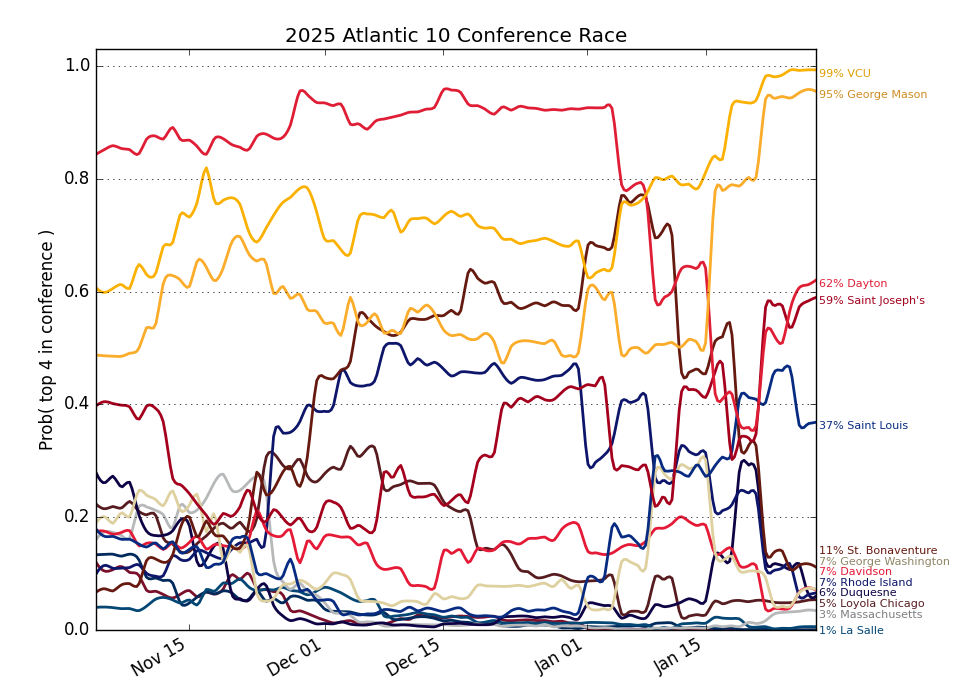 2025 Atlantic 10 Conference Race
Prob( top 4 in conference )
1.0
0.8
0.6
0.4
0.2
0.0
Nov 15
Dec 01
Dec 15
Jan 01
Jan 15
99% VCU
95% George Mason
62% Dayton
59% Saint Joseph's
37% Saint Louis
11% St. Bonaventure
7% George Washington
7% Davidson
7% Rhode Island
6% Duquesne
5% Loyola Chicago
3% Massachusetts
1% La Salle